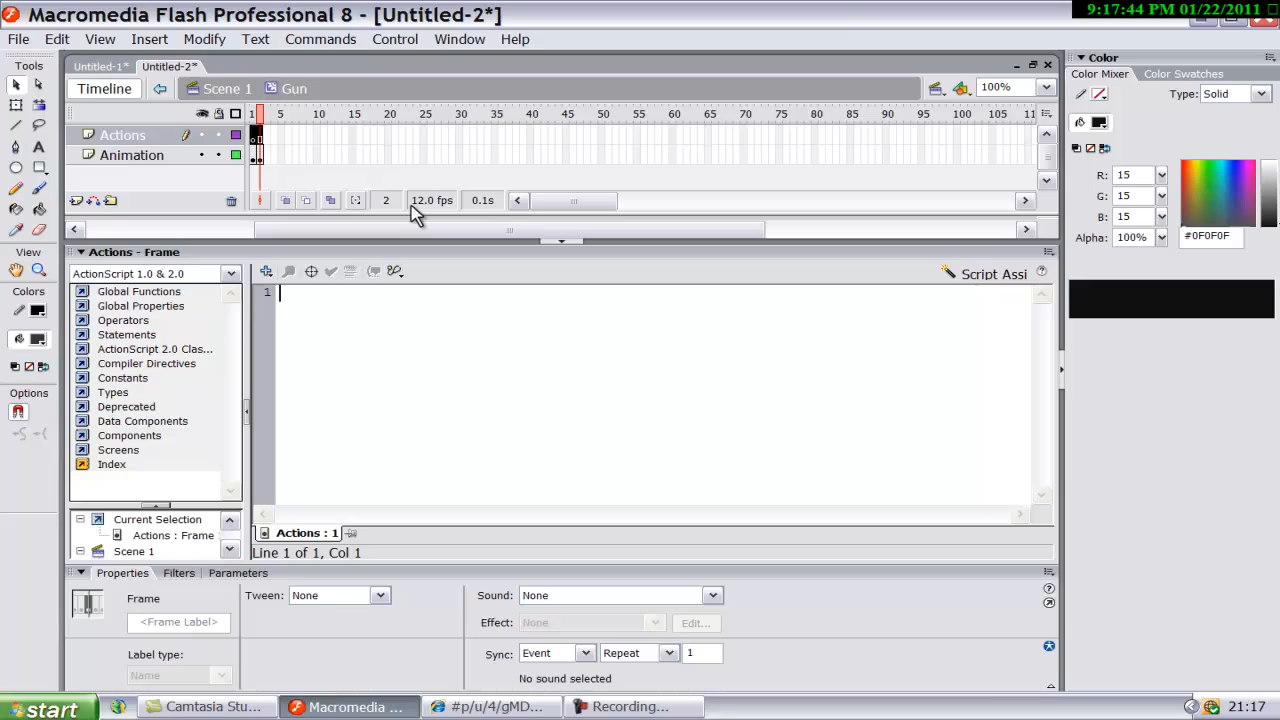 Macromedia Flash Professional 8 - [Untitled-2*]
9:17:44 PM 01/22/2011
File Edit View Insert Modify Text Commands Control Window Help
Tools
Untitled-1* Untitled-2*
Color
Timeline Scene 1 Gun 100%
Color Mixer Color Swatches
Type: Solid
1 5 10 15 20 25 30 35 40 45 50 55 60 65 70 75 80 85 90 95 100 105 11
Actions
Animation
R: 15
G: 15
B: 15
Alpha: 100% #0F0F0F
2 12.0 fps 0.1s
View
Colors
Options
Actions - Frame
ActionScript 1.0 & 2.0
Script Assi
Global Functions
Global Properties
Operators
Statements
ActionScript 2.0 Clas...
Compiler Directives
Constants
Types
Deprecated
Data Components
Components
Screens
Index
1
Current Selection
Actions : Frame
Scene 1
Actions : 1
Line 1 of 1, Col 1
Properties Filters Parameters
Frame
<Frame Label>
Label type:
Name
Tween: None
Sound: None
Effect: None Edit...
Sync: Event Repeat 1
No sound selected
start Camtasia Stu... Macromedia ... #p/u/4/gMD... Recording... 21:17